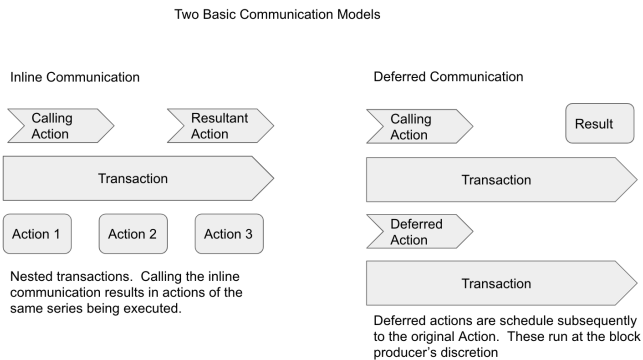 Two Basic Communication Models
Inline Communication
Calling
Action
Resultant
Action
Transaction
Action 1
Action 2
Action 3
Nested transactions. Calling the inline
communication results in actions of the
same series being executed.
Deferred Communication
Calling
Action
Result
Transaction
Deferred
Action
Transaction
Deferred actions are schedule subsequently
to the original Action. These run at the block
producer's discretion